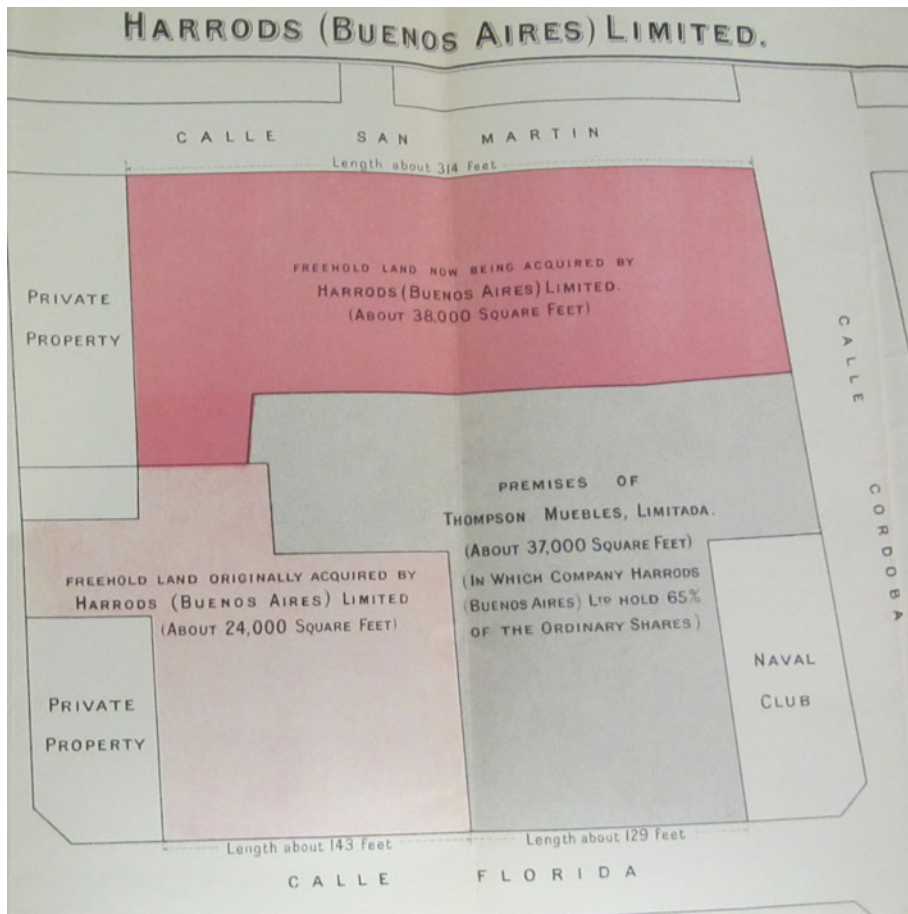 HARRODS (BUENOS AIRES) LIMITED.
CALLE SAN MARTIN
Length about 314 feet
FREEHOLD LAND NOW BEING ACQUIRED BY
HARRODS (BUENOS AIRES) LIMITED.
(ABOUT 38,000 SQUARE FEET)
PRIVATE
PROPERTY
CALLE CORDOBA
PREMISES OF
THOMPSON MUEBLES, LIMITADA.
(ABOUT 37,000 SQUARE FEET)
(IN WHICH COMPANY HARRODS
(BUENOS AIRES) LTD HOLD 65%
OF THE ORDINARY SHARES)
FREEHOLD LAND ORIGINALLY ACQUIRED BY
HARRODS (BUENOS AIRES) LIMITED
(ABOUT 24,000 SQUARE FEET)
NAVAL
CLUB
PRIVATE
PROPERTY
Length about 143 feet
Length about 129 feet
CALLE FLORIDA